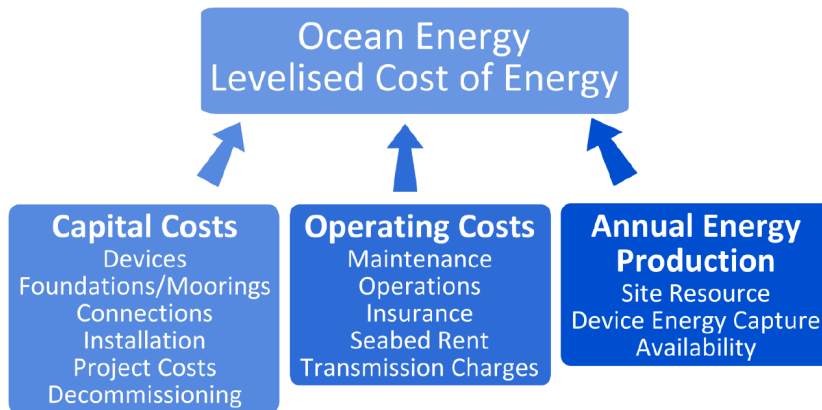 Ocean Energy
Levelised Cost of Energy
Capital Costs
Devices
Foundations/Moorings
Connections
Installation
Project Costs
Decommissioning
Operating Costs
Maintenance
Operations
Insurance
Seabed Rent
Transmission Charges
Annual Energy
Production
Site Resource
Device Energy Capture
Availability